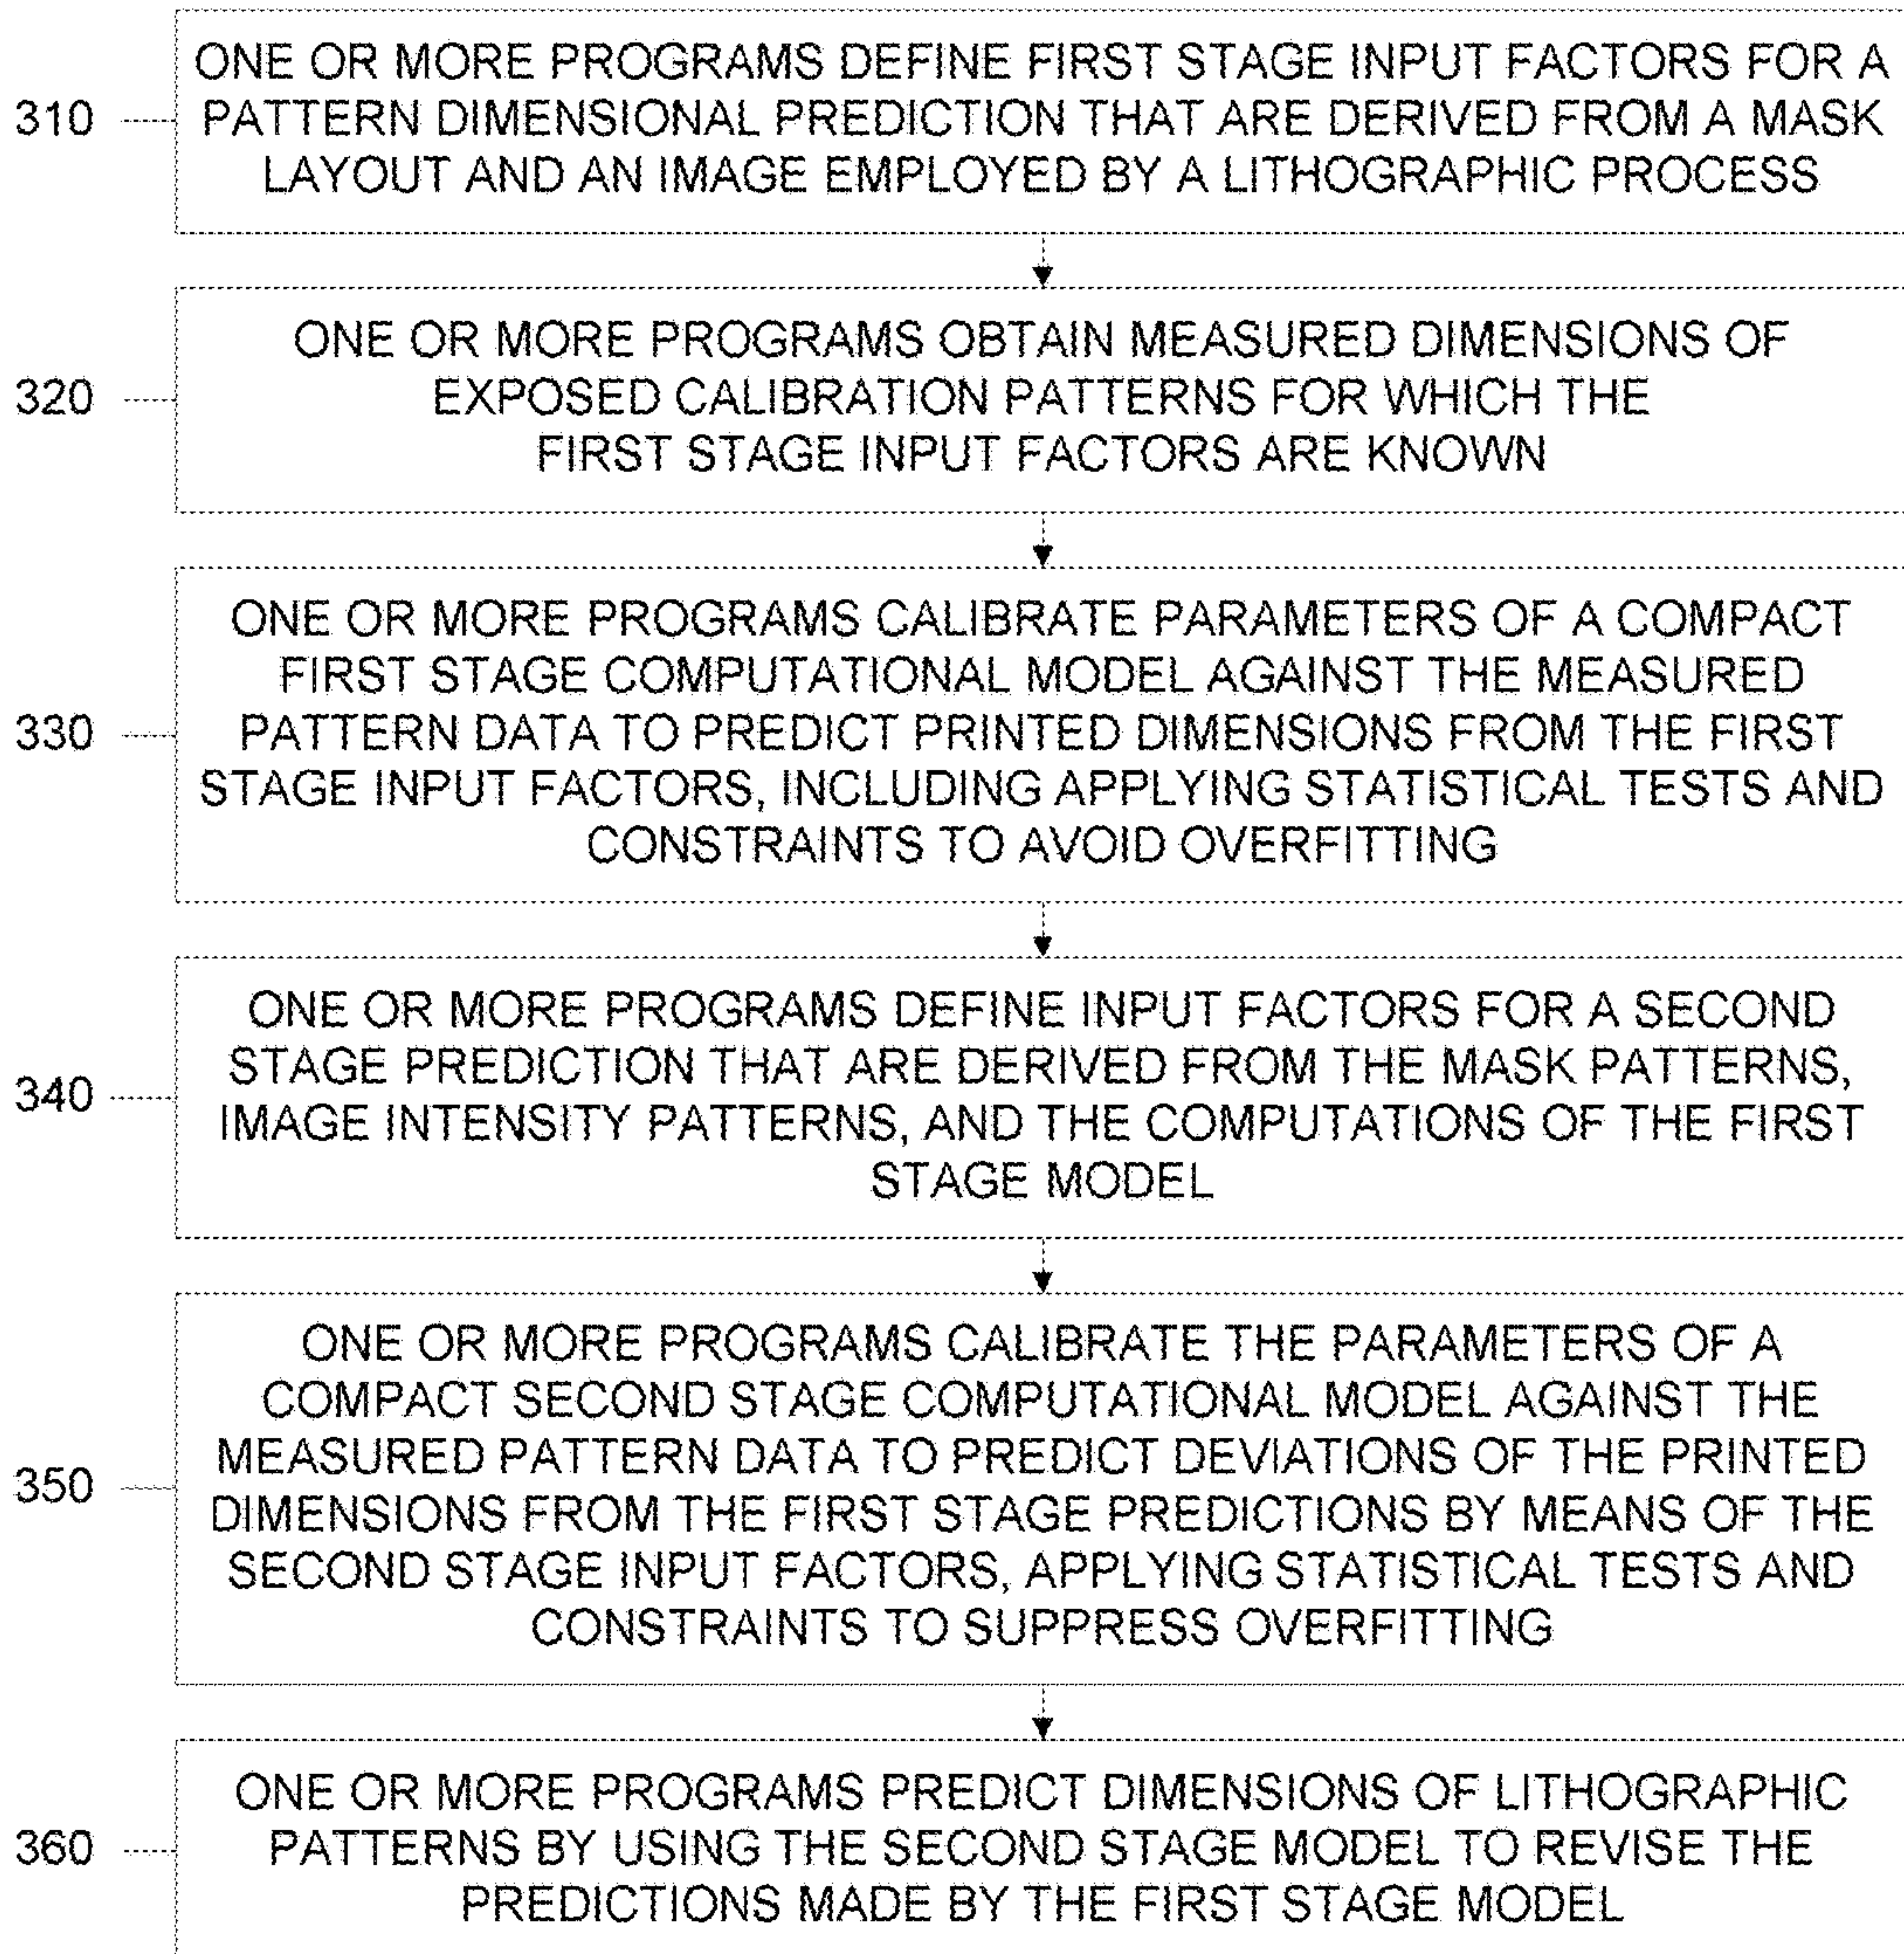 ONE OR MORE PROGRAMS DEFINE FIRST STAGE INPUT FACTORS FOR A
310 PATTERN DIMENSIONAL PREDICTION THAT ARE DERIVED FROM A MASK
LAYOUT AND AN IMAGE EMPLOYED BY A LITHOGRAPHIC PROCESS
ONE OR MORE PROGRAMS OBTAIN MEASURED DIMENSIONS OF
320 EXPOSED CALIBRATION PATTERNS FOR WHICH THE
FIRST STAGE INPUT FACTORS ARE KNOWN
ONE OR MORE PROGRAMS CALIBRATE PARAMETERS OF A COMPACT
FIRST STAGE COMPUTATIONAL MODEL AGAINST THE MEASURED
330 PATTERN DATA TO PREDICT PRINTED DIMENSIONS FROM THE FIRST
STAGE INPUT FACTORS, INCLUDING APPLYING STATISTICAL TESTS AND
CONSTRAINTS TO AVOID OVERFITTING
ONE OR MORE PROGRAMS DEFINE INPUT FACTORS FOR A SECOND
STAGE PREDICTION THAT ARE DERIVED FROM THE MASK PATTERNS,
340 IMAGE INTENSITY PATTERNS, AND THE COMPUTATIONS OF THE FIRST
STAGE MODEL
ONE OR MORE PROGRAMS CALIBRATE THE PARAMETERS OF A
COMPACT SECOND STAGE COMPUTATIONAL MODEL AGAINST THE
MEASURED PATTERN DATA TO PREDICT DEVIATIONS OF THE PRINTED
350 DIMENSIONS FROM THE FIRST STAGE PREDICTIONS BY MEANS OF THE
SECOND STAGE INPUT FACTORS, APPLYING STATISTICAL TESTS AND
CONSTRAINTS TO SUPPRESS OVERFITTING
ONE OR MORE PROGRAMS PREDICT DIMENSIONS OF LITHOGRAPHIC
360 PATTERNS BY USING THE SECOND STAGE MODEL TO REVISE THE
PREDICTIONS MADE BY THE FIRST STAGE MODEL